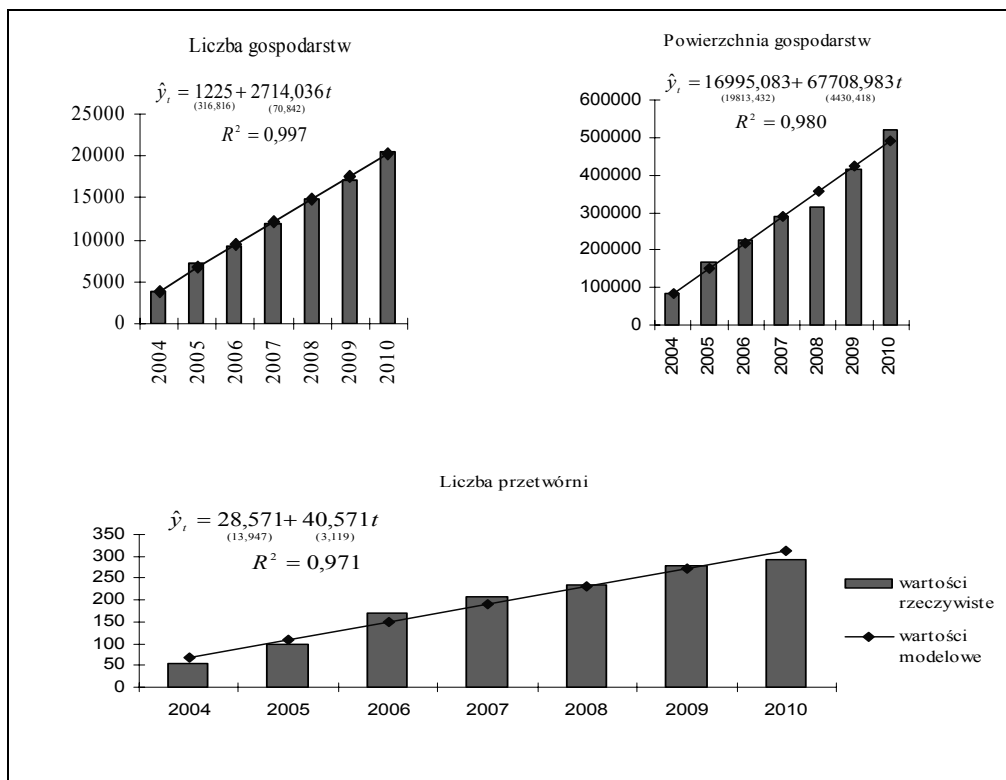 Liczba gospodarstw
ŷt = 1225 + 2714,036t
(316,816) (70,842)
R² = 0,997
25000
20000
15000
10000
5000
0
2004 2005 2006 2007 2008 2009 2010
Powierzchnia gospodarstw
ŷt = 16995,083 + 67708,983t
(19813,432) (4430,418)
R² = 0,980
600000
500000
400000
300000
200000
100000
0
2004 2005 2006 2007 2008 2009 2010
Liczba przetwórni
ŷt = 28,571 + 40,571t
(13,947) (3,119)
R² = 0,971
350
300
250
200
150
100
50
0
2004 2005 2006 2007 2008 2009 2010
wartości
rzeczywiste
wartości
modelowe